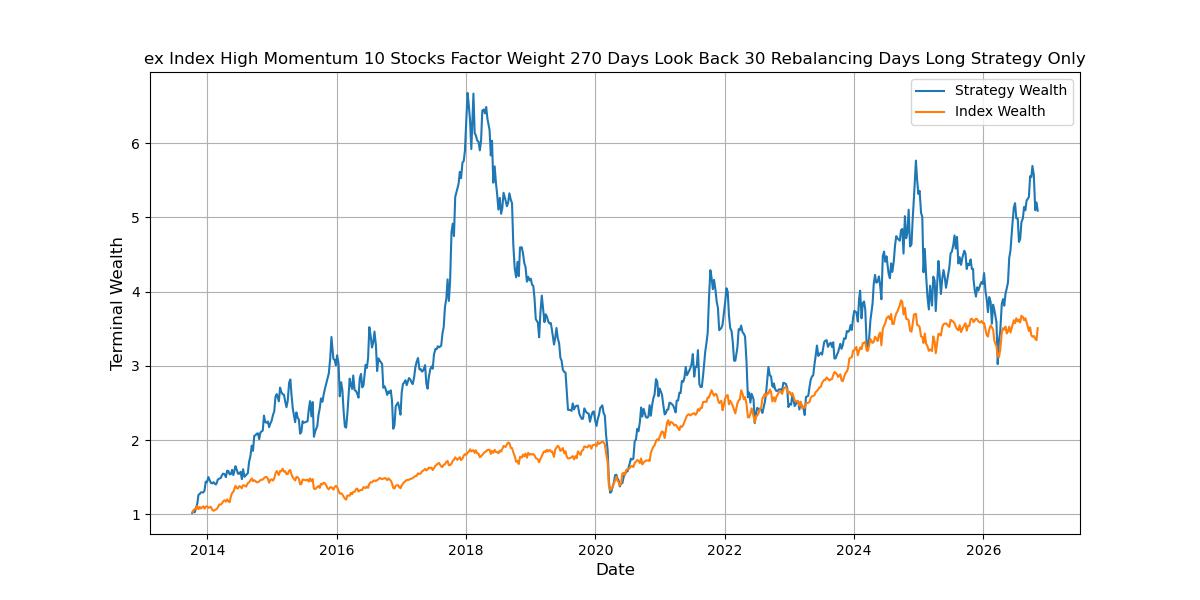 ex Index High Momentum 10 Stocks Factor Weight 270 Days Look Back 30 Rebalancing Days Long Strategy Only
Strategy Wealth
Index Wealth
Terminal Wealth
6
5
4
3
2
1
2014 2016 2018 2020 2022 2024 2026
Date